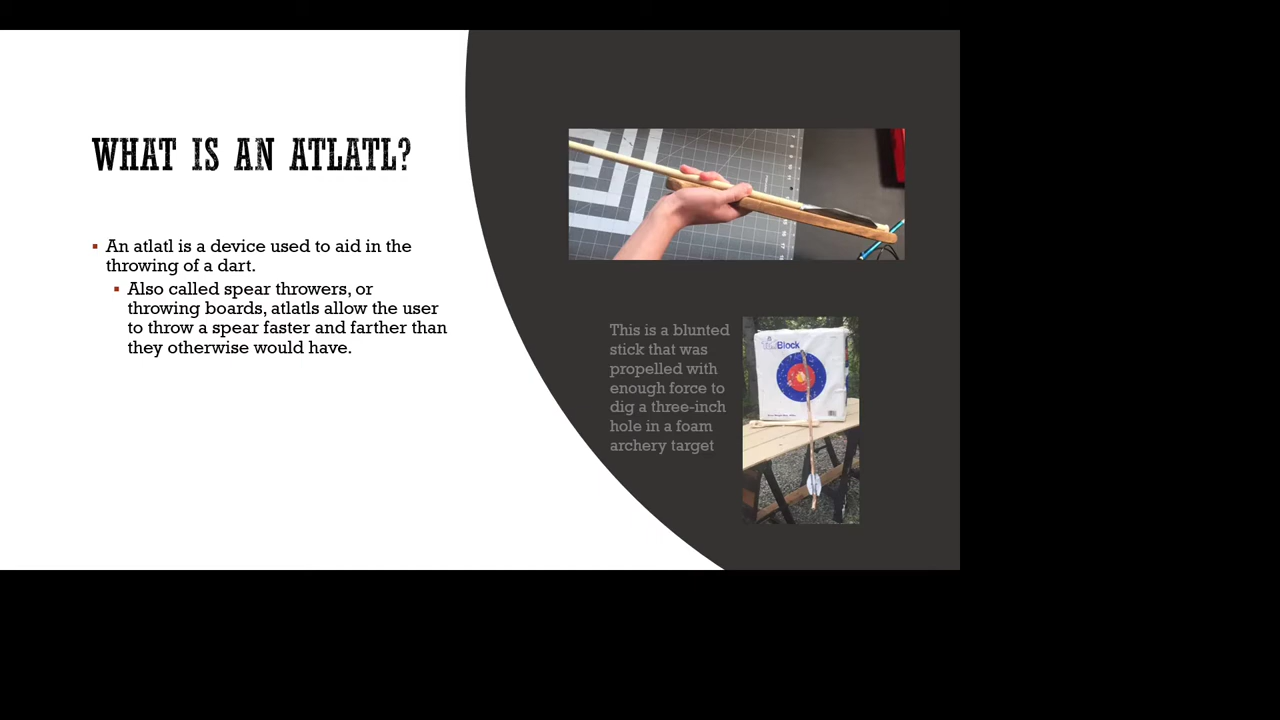 WHAT IS AN ATLATL?
An atlatl is a device used to aid in the
throwing of a dart.
Also called spear throwers, or
throwing boards, atlatls allow the user
to throw a spear faster and farther than
they otherwise would have.
This is a blunted
stick that was
propelled with
enough force to
dig a three-inch
hole in a foam
archery target
Block